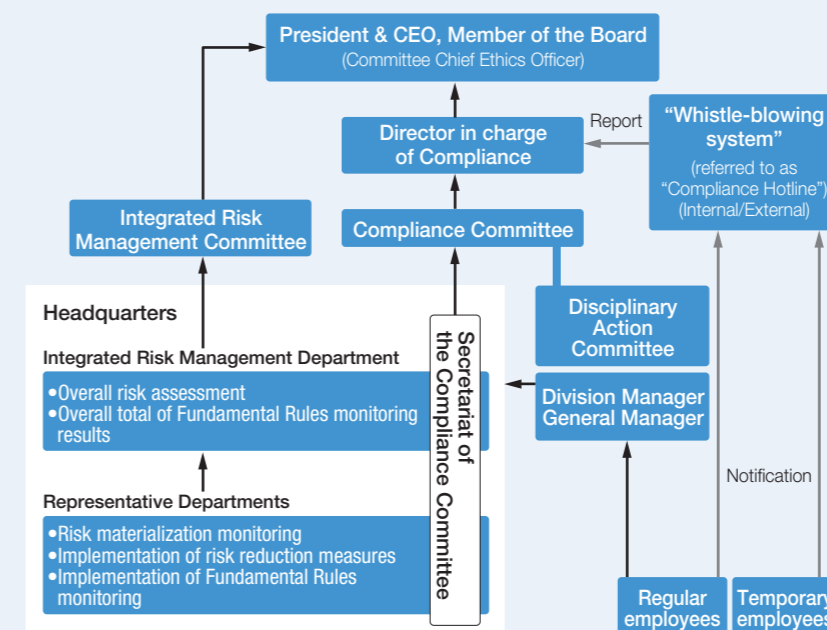 President & CEO, Member of the Board
(Committee Chief Ethics Officer)
Director in charge
of Compliance
Report
“Whistle-blowing
system”
(referred to as
“Compliance Hotline”)
(Internal/External)
Integrated Risk
Management Committee
Compliance Committee
Disciplinary
Action
Committee
Headquarters
Integrated Risk Management Department
•Overall risk assessment
•Overall total of Fundamental Rules monitoring
results
Secretariat of
the Compliance Committee
Division Manager
General Manager
Notification
Representative Departments
•Risk materialization monitoring
•Implementation of risk reduction measures
•Implementation of Fundamental Rules
monitoring
Regular
employees
Temporary
employees